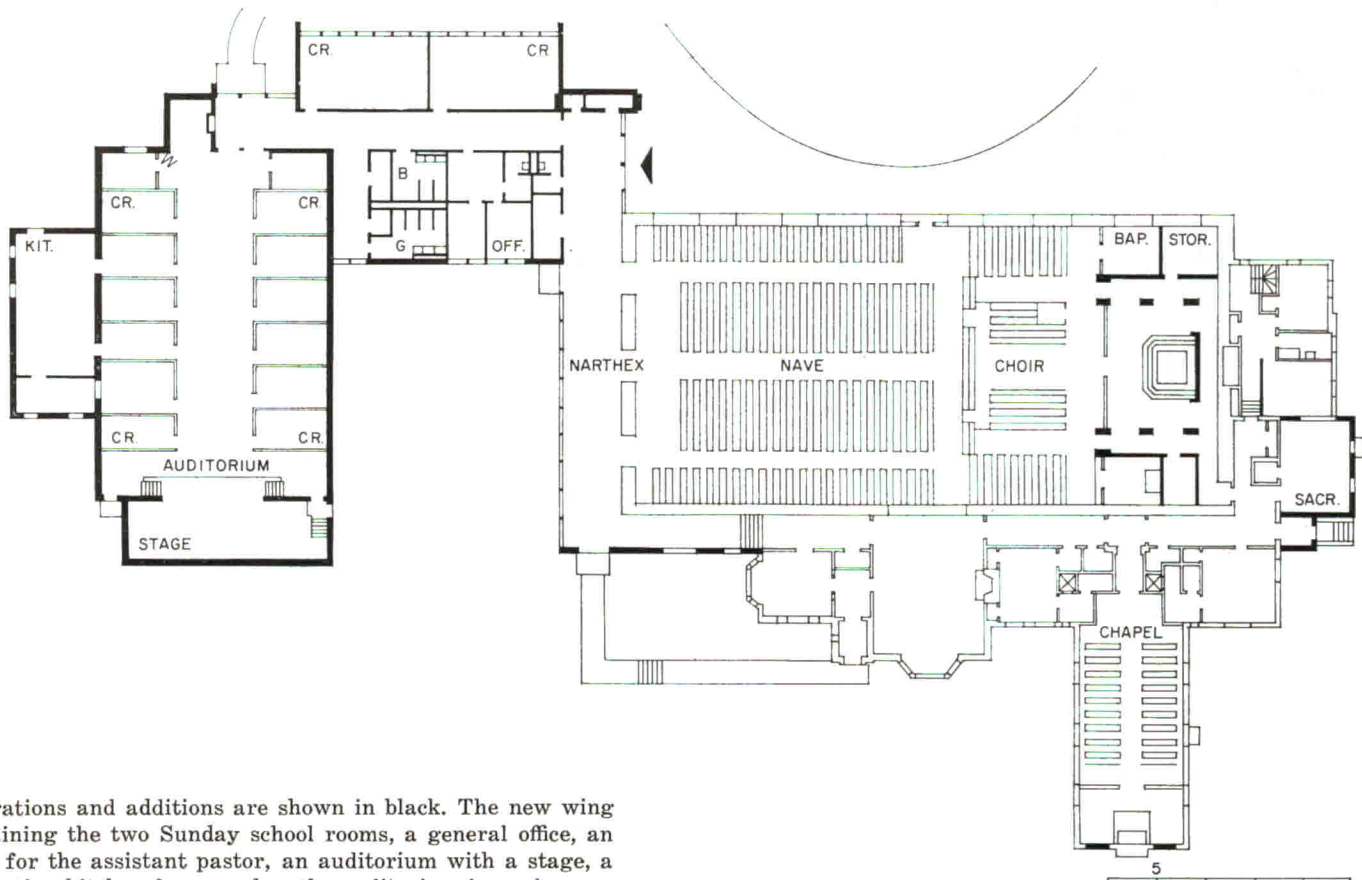 CR.
CR
B
CR.
CR.
KIT.
G
OFF.
BAP.
STOR.
NARTHEX
NAVE
CHOIR
CR.
CR.
AUDITORIUM
SACR.
STAGE
CHAPEL
rations and additions are shown in black. The new wing
ining the two Sunday school rooms, a general office, an
for the assistant pastor, an auditorium with a stage, a
5